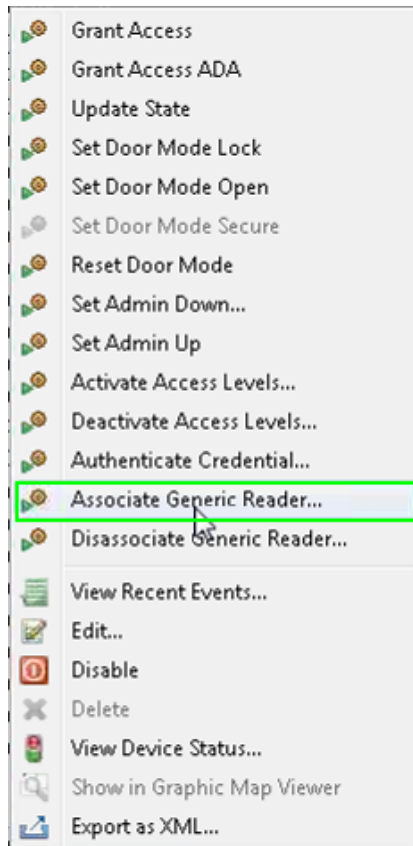 Grant Access
Grant Access ADA
Update State
Set Door Mode Lock
Set Door Mode Open
Set Door Mode Secure
Reset Door Mode
Set Admin Down...
Set Admin Up
Activate Access Levels...
Deactivate Access Levels...
Authenticate Credential...
Associate Generic Reader...
Disassociate Generic Reader...
View Recent Events...
Edit...
Disable
Delete
View Device Status...
Show in Graphic Map Viewer
Export as XML...